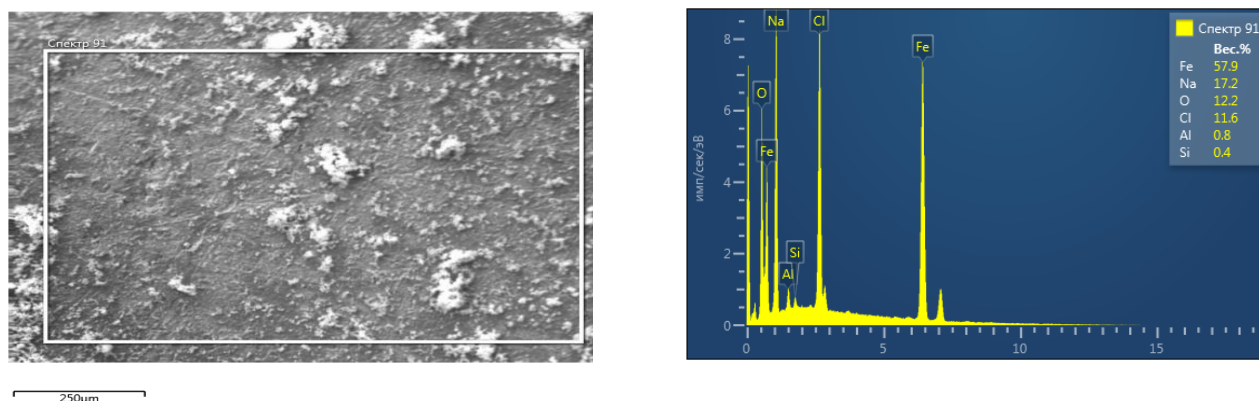 Спектр 91
250µm
Na
Cl
Fe
O
Fe
Si
Al
имп/сек/эВ
8
6
4
2
0
0
5
10
15
Спектр 91
Вес.%
Fe 57.9
Na 17.2
O 12.2
Cl 11.6
Al 0.8
Si 0.4